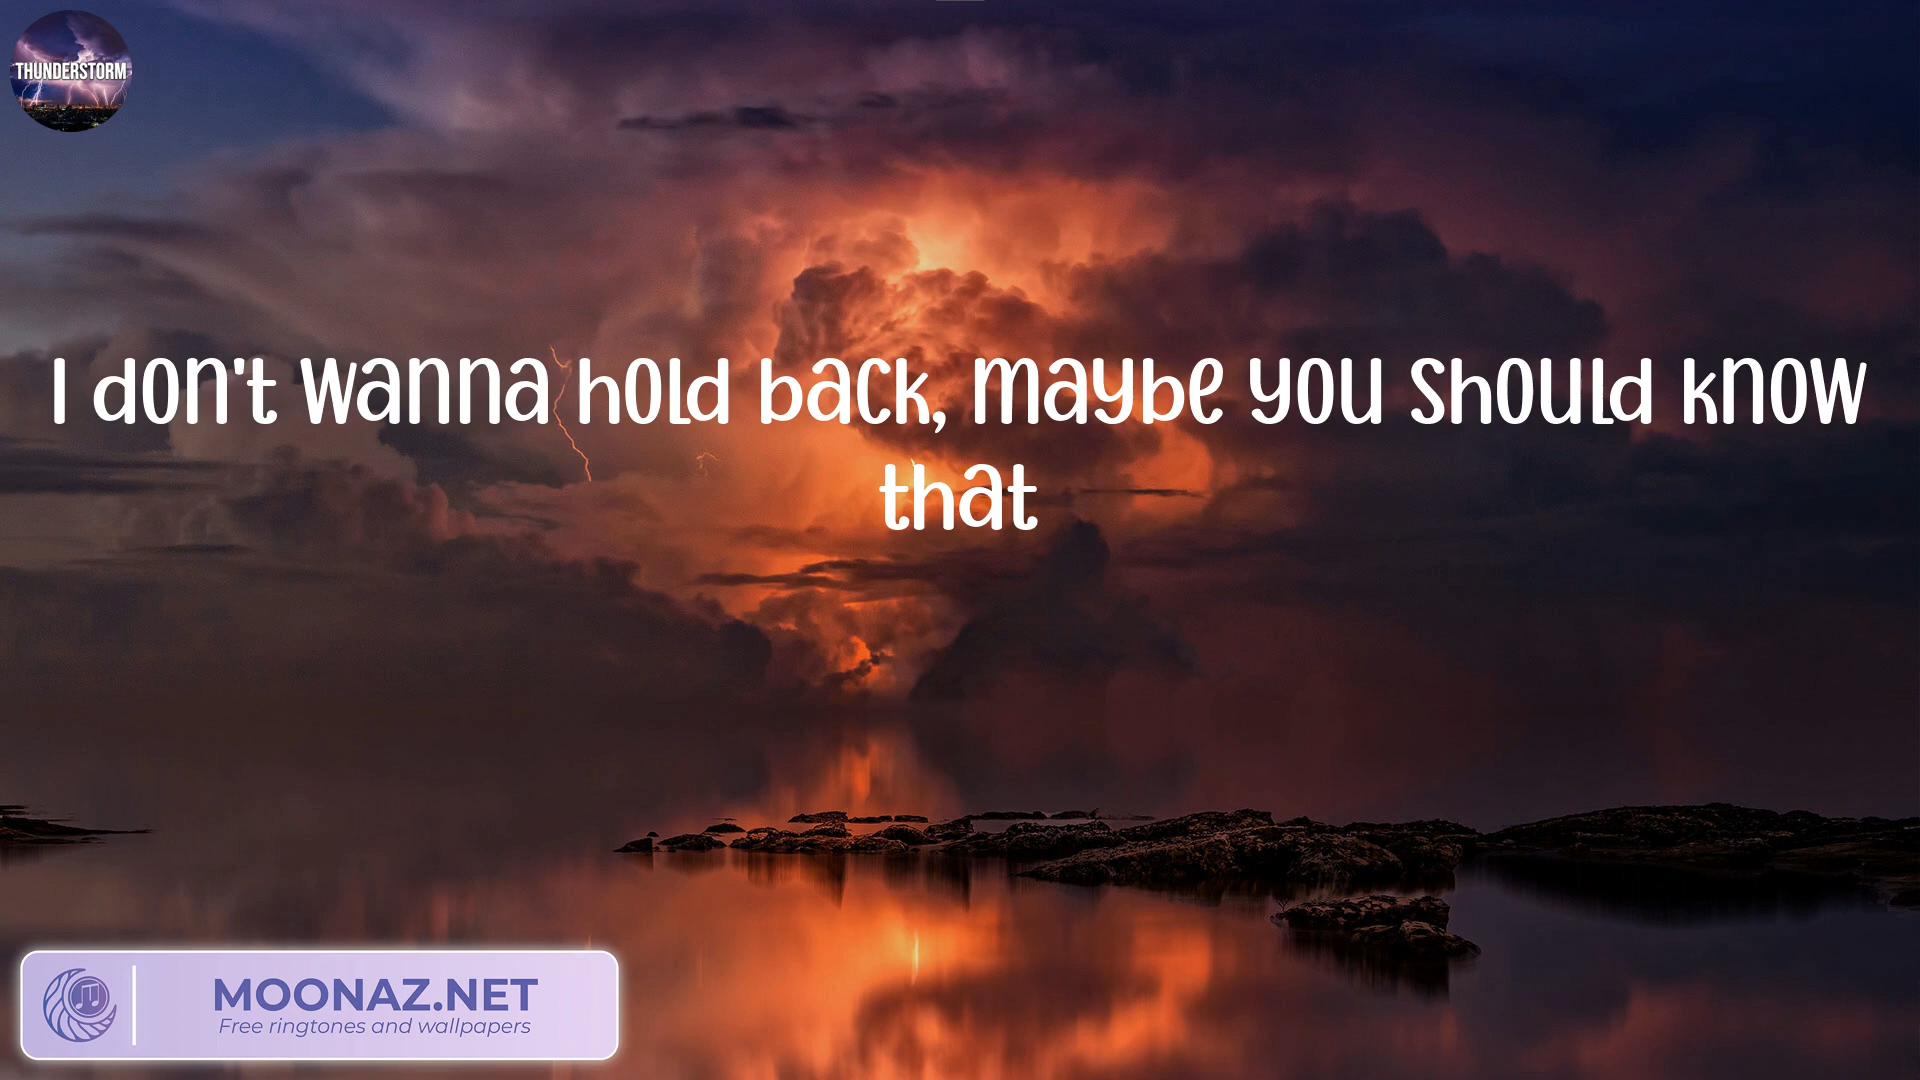 THUNDERSTORM
I don't wanna hold back, maybe you should know
that
MOONAZ.NET
Free ringtones and wallpapers